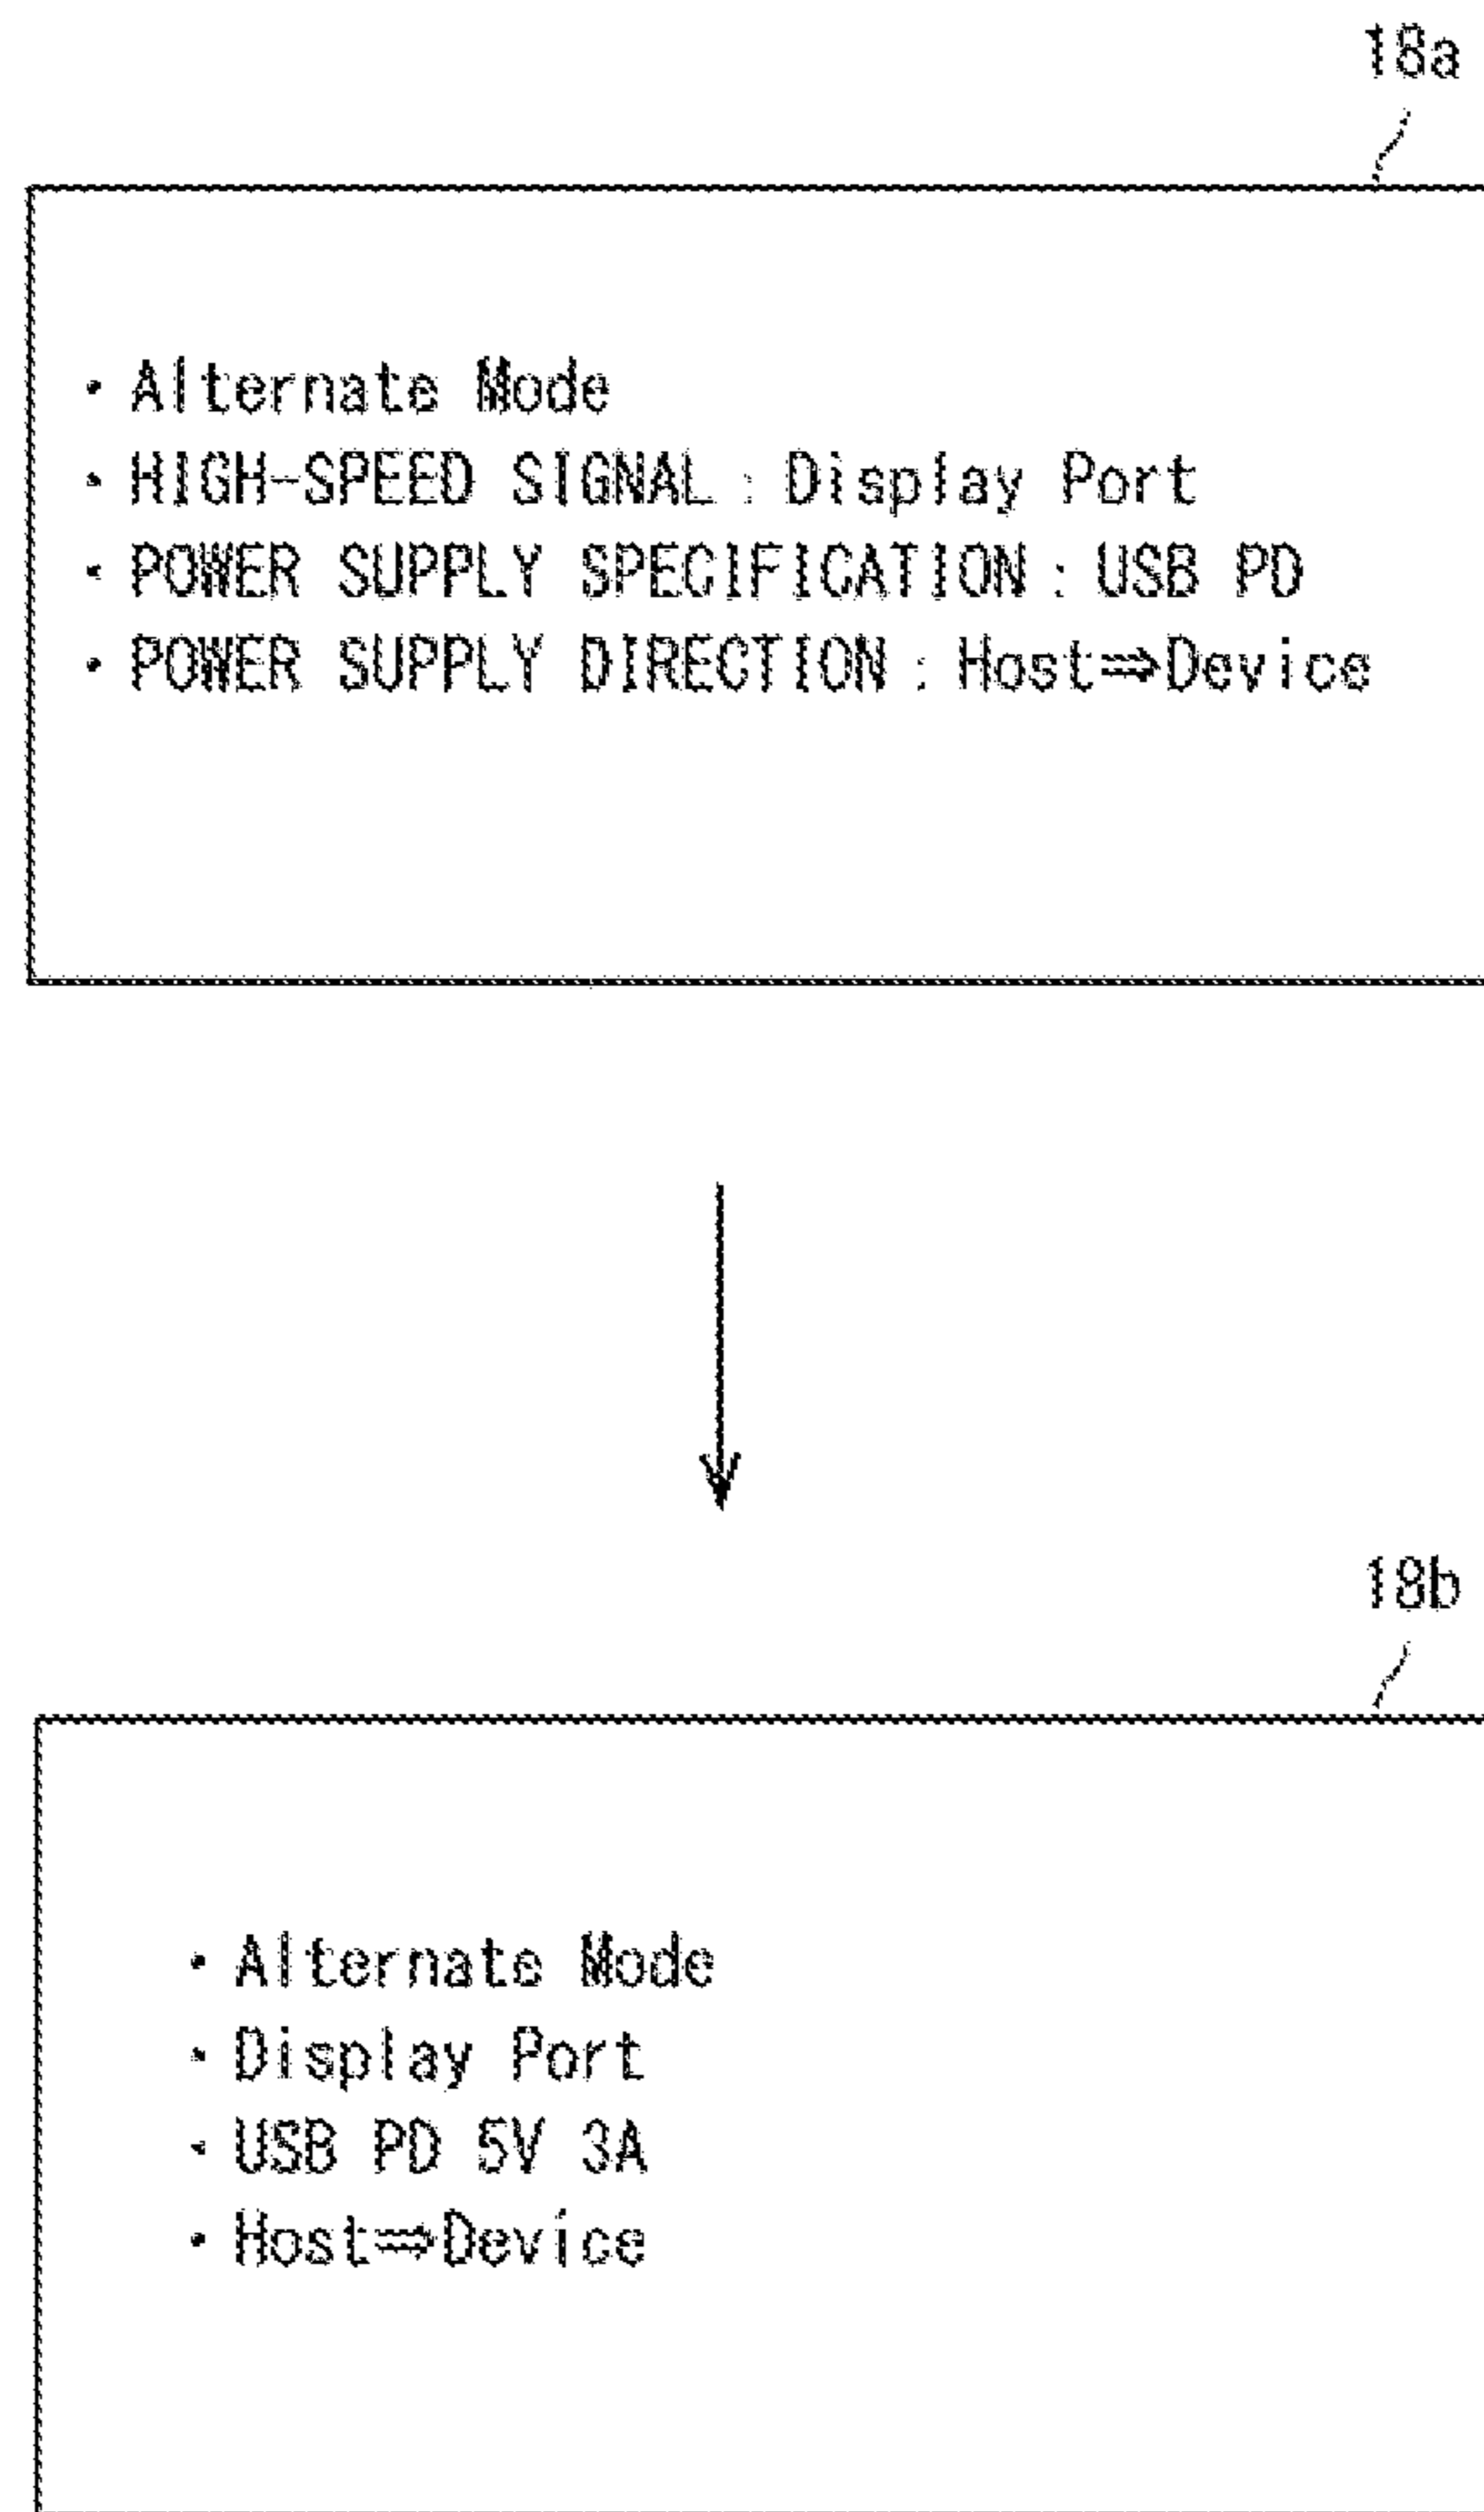 18a
・Alternate Mode
・HIGH-SPEED SIGNAL : Display Port
・POWER SUPPLY SPECIFICATION : USB PD
・POWER SUPPLY DIRECTION : Host⇒Device
18b
・Alternate Mode
・Display Port
・USB PD 5V 3A
・Host⇒Device